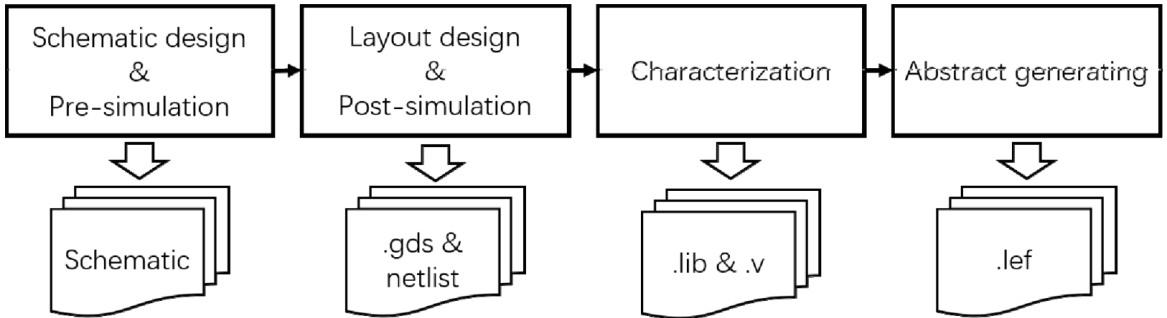 Schematic design
&
Pre-simulation
Layout design
&
Post-simulation
Characterization
Abstract generating
Schematic
.gds &
netlist
.lib & .v
.lef